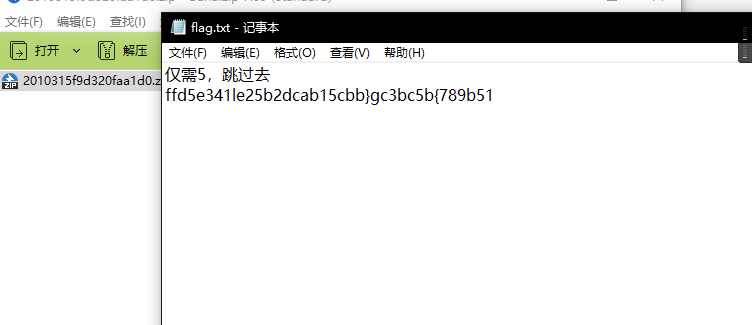 文件(F) 编辑(E) 查找(I)
打开 解压
2010315f9d320faa1d0.z
flag.txt - 记事本
文件(F) 编辑(E) 格式(O) 查看(V) 帮助(H)
仅需5，跳过去
ffd5e341le25b2dcab15cbb}gc3bc5b{789b51